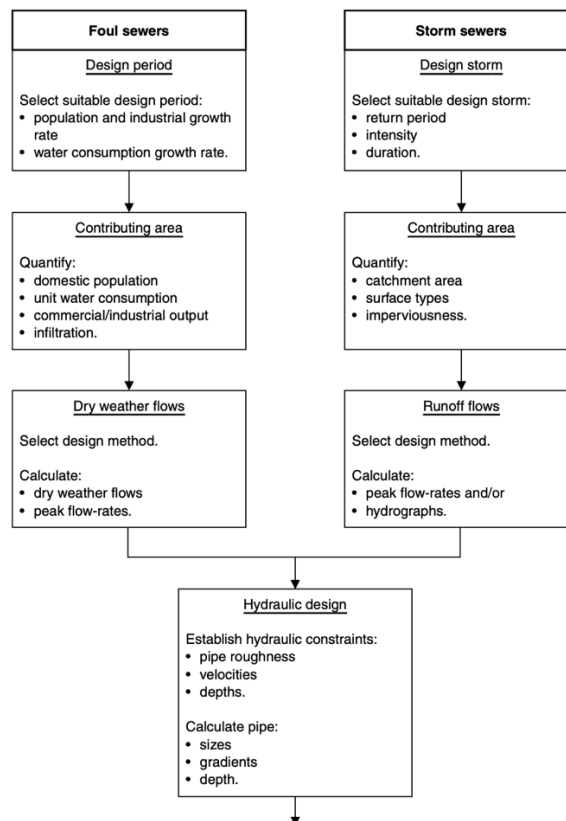 Foul sewers
Design period
Select suitable design period:
• population and industrial growth
rate
• water consumption growth rate.
Contributing area
Quantify:
• domestic population
• unit water consumption
• commercial/industrial output
• infiltration.
Dry weather flows
Select design method.
Calculate:
• dry weather flows
• peak flow-rates.
Storm sewers
Design storm
Select suitable design storm:
• return period
• intensity
• duration.
Contributing area
Quantify:
• catchment area
• surface types
• imperviousness.
Runoff flows
Select design method.
Calculate:
• peak flow-rates and/or
• hydrographs.
Hydraulic design
Establish hydraulic constraints:
• pipe roughness
• velocities
• depths.
Calculate pipe:
• sizes
• gradients
• depth.